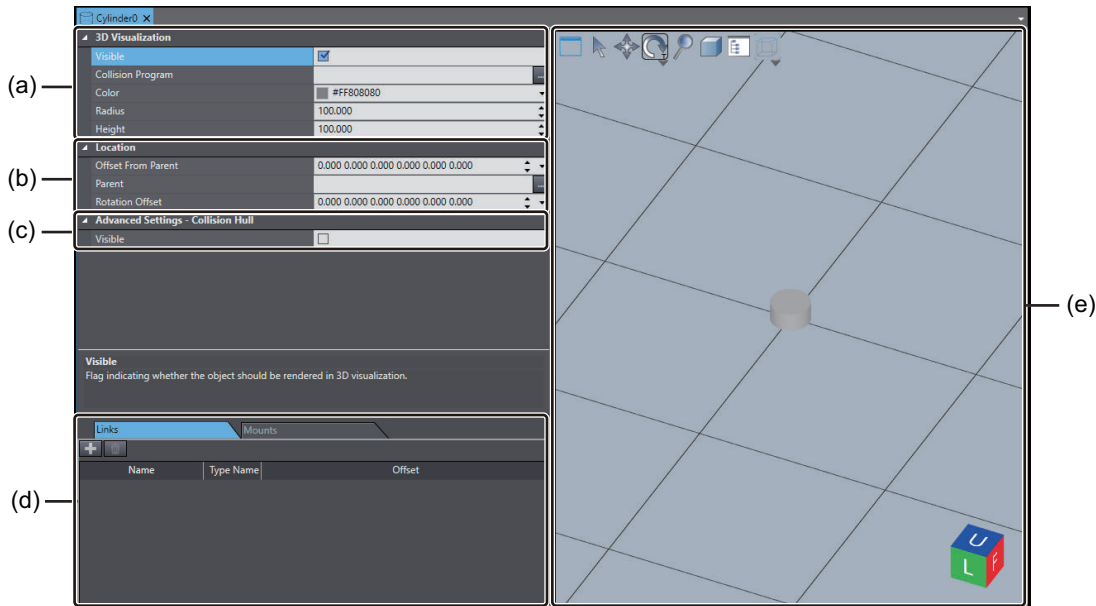 Cylinder0
3D Visualization
Visible
Collision Program
...
Color #FF808080
Radius 100.000
Height 100.000
Location
Offset From Parent 0.000 0.000 0.000 0.000 0.000 0.000
Parent
...
Rotation Offset 0.000 0.000 0.000 0.000 0.000 0.000
Advanced Settings - Collision Hull
Visible
Visible
Flag indicating whether the object should be rendered in 3D visualization.
Links Mounts
Name Type Name Offset
(a)
(b)
(c)
(d)
(e)
U
L F